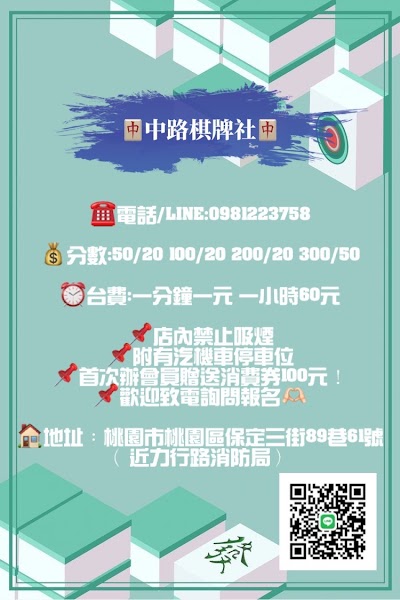 🀄中路棋牌社🀄
☎️電話/LINE:0981223758
💰分數:50/20 100/20 200/20 300/50
⏰台費:一分鐘一元 一小時60元
📌店內禁止吸煙
📌附有汽機車停車位
📌首次辦會員贈送消費券100元！
📌歡迎致電詢問報名🫶🏻
🏠地址：桃園市桃園區保定三街89巷61號
（近力行路消防局）
發